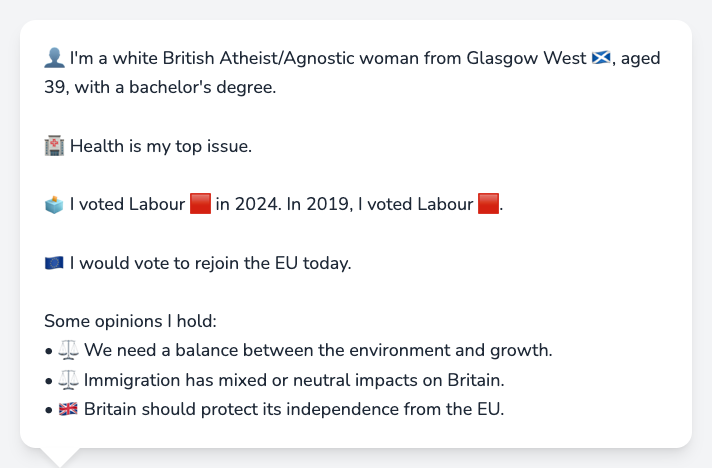 👤 I'm a white British Atheist/Agnostic woman from Glasgow West 🏴󠁧󠁢󠁳󠁣󠁴󠁿, aged
39, with a bachelor's degree.
🏥 Health is my top issue.
🗳️ I voted Labour 🟥 in 2024. In 2019, I voted Labour 🟥.
🇪🇺 I would vote to rejoin the EU today.
Some opinions I hold:
• ⚖️ We need a balance between the environment and growth.
• ⚖️ Immigration has mixed or neutral impacts on Britain.
• 🇬🇧 Britain should protect its independence from the EU.